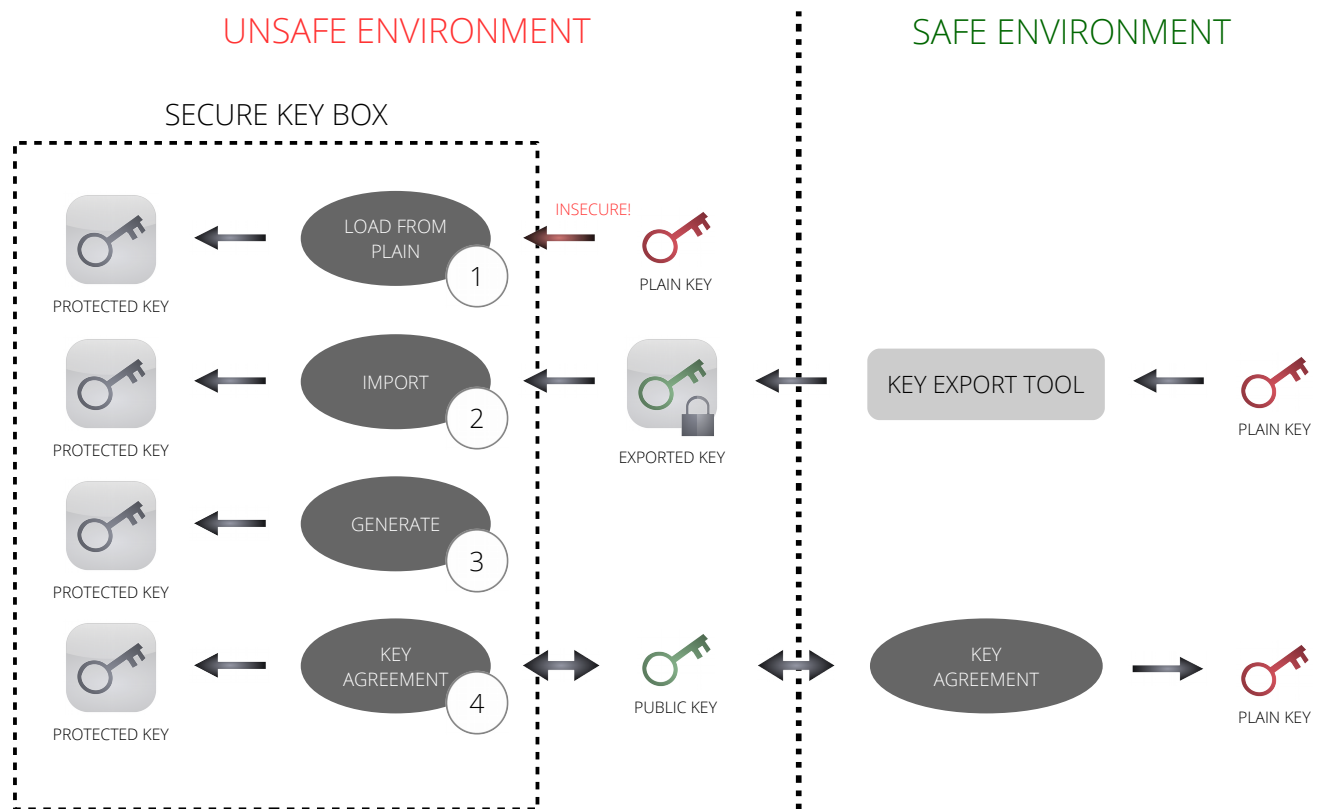 UNSAFE ENVIRONMENT
SAFE ENVIRONMENT
SECURE KEY BOX
LOAD FROM
PLAIN
1
INSECURE!
PROTECTED KEY
PLAIN KEY
IMPORT
2
KEY EXPORT TOOL
PROTECTED KEY
EXPORTED KEY
PLAIN KEY
GENERATE
3
PROTECTED KEY
KEY
AGREEMENT
4
KEY
AGREEMENT
PROTECTED KEY
PUBLIC KEY
PLAIN KEY